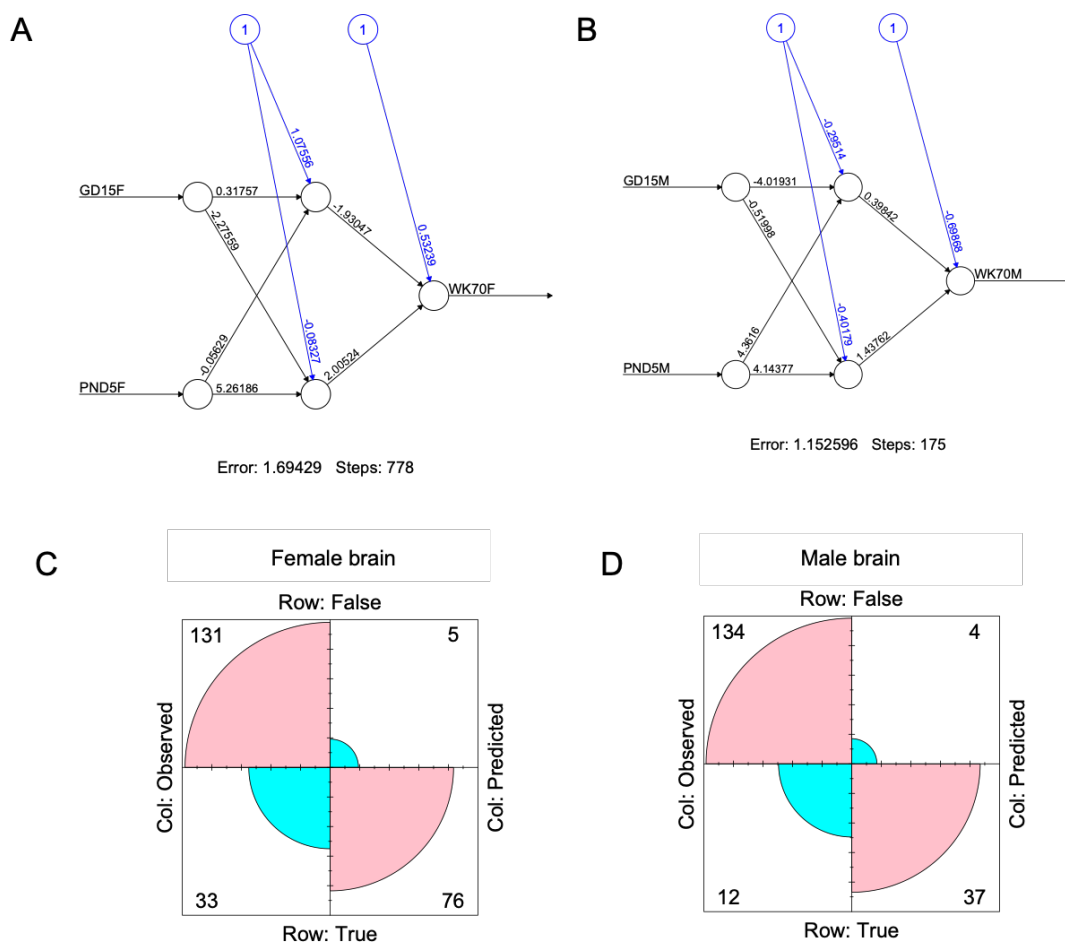 A
1
1
1.07556
GD15F
0.31757
-2.27559
-1.93047
0.53239
WK70F
-0.05629
-0.08327
2.00524
PND5F
5.26186
Error: 1.69429 Steps: 778
B
1
1
-0.29514
GD15M
-4.01931
-0.51998
0.39842
-0.69868
WK70M
4.3616
-0.40179
1.43762
PND5M
4.14377
Error: 1.152596 Steps: 175
C
Female brain
Row: False
131
5
Col: Observed
Col: Predicted
33
76
Row: True
D
Male brain
Row: False
134
4
Col: Observed
Col: Predicted
12
37
Row: True